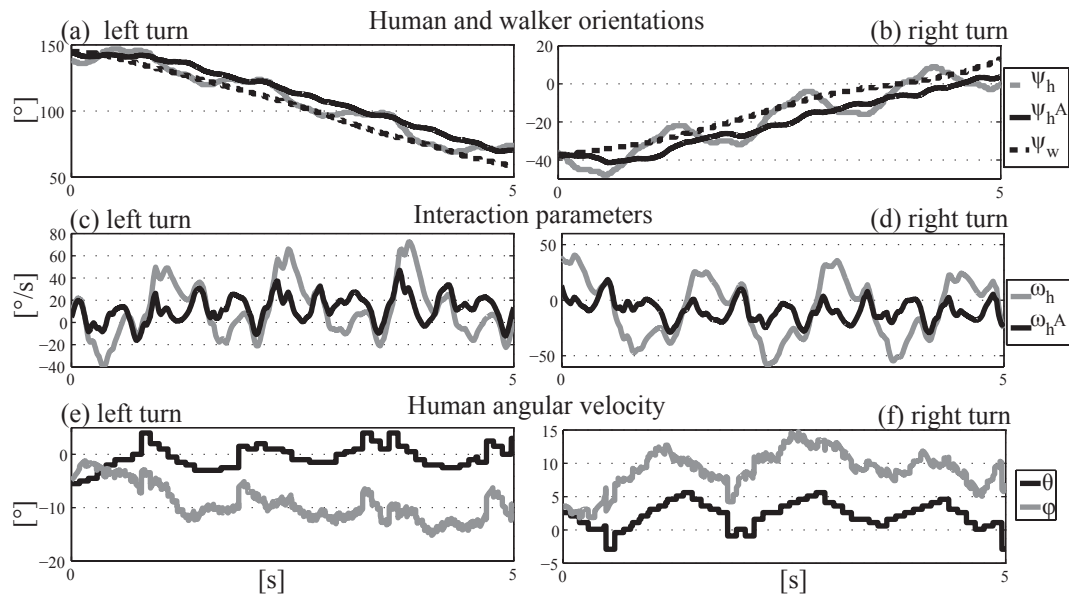 Human and walker orientations
(a) left turn
(b) right turn
150
100
50
[°]
0
5
20
0
-20
-40
0
5
ψh
ψhA
ψw
Interaction parameters
(c) left turn
(d) right turn
80
60
40
20
0
-20
-40
[°/s]
0
5
50
0
-50
0
5
ωh
ωhA
Human angular velocity
(e) left turn
(f) right turn
0
-10
-20
[°]
0
[s]
5
15
10
5
0
-5
0
[s]
5
θ
φ